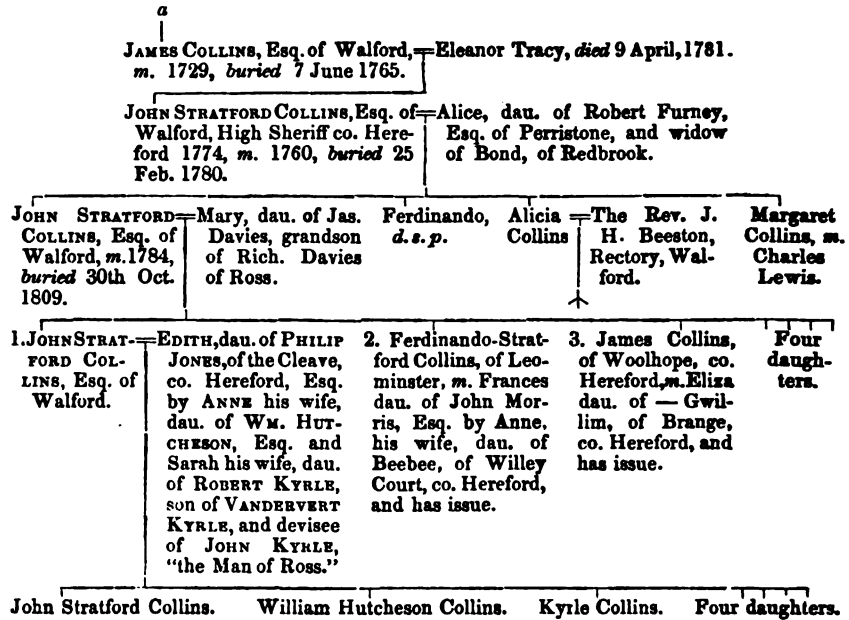 a
JAMES COLLINS, Esq. of Walford,
m. 1729, buried 7 June 1765.
Eleanor Tracy, died 9 April, 1781.
JOHN STRATFORD COLLINS, Esq. of
Walford, High Sheriff co. Here-
ford 1774, m. 1760, buried 25
Feb. 1780.
Alice, dau. of Robert Furney,
Esq. of Perristone, and widow
of Bond, of Redbrook.
JOHN STRATFORD
COLLINS, Esq. of
Walford, m. 1784,
buried 30th Oct.
1809.
Mary, dau. of Jas.
Davies, grandson
of Rich. Davies
of Ross.
Ferdinando,
d.s.p.
Alicia
Collins
The Rev. J.
H. Beeston,
Rectory, Wal-
ford.
Margaret
Collins, m.
Charles
Lewis.
1. JOHN STRAT-
FORD COL-
LINS, Esq. of
Walford.
EDITH, dau. of PHILIP
JONES, of the Cleave,
co. Hereford, Esq.
by ANNE his wife,
dau. of WM. HUT-
CHESON, Esq. and
Sarah his wife, dau.
of ROBERT KYRLE,
son of VANDERVERT
KYRLE, and devisee
of JOHN KYRLE,
"the Man of Ross."
2. Ferdinando-Strat-
ford Collins, of Leo-
minster, m. Frances
dau. of John Mor-
ris, Esq. by Anne,
his wife, dau. of
Beebee, of Willey
Court, co. Hereford,
and has issue.
3. James Collins,
of Woolhope, co.
Hereford, m. Eliza
dau. of — Gwil-
lim, of Brange,
co. Hereford, and
has issue.
Four
daugh-
ters.
John Stratford Collins.
William Hutcheson Collins.
Kyrle Collins.
Four daughters.